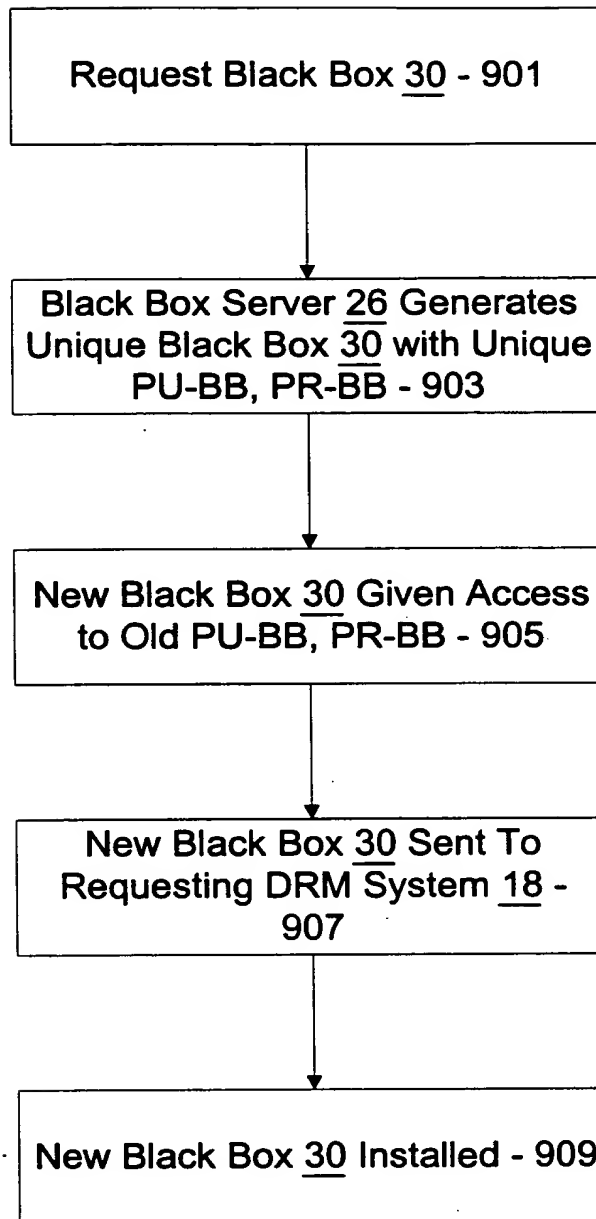 Request Black Box 30 - 901
Black Box Server 26 Generates
Unique Black Box 30 with Unique
PU-BB, PR-BB - 903
New Black Box 30 Given Access
to Old PU-BB, PR-BB - 905
New Black Box 30 Sent To
Requesting DRM System 18 -
907
New Black Box 30 Installed - 909